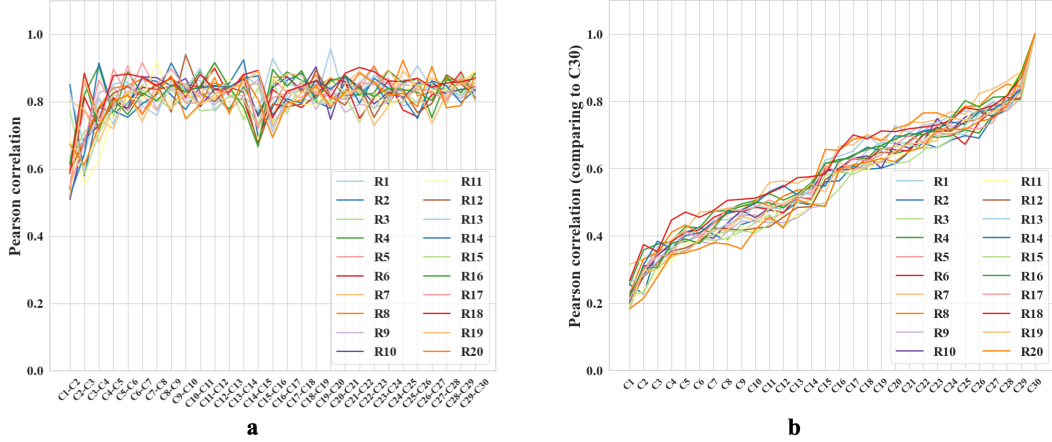 Pearson correlation
1.0
0.8
0.6
0.4
0.2
0.0
R1 R11
R2 R12
R3 R13
R4 R14
R5 R15
R6 R16
R7 R17
R8 R18
R9 R19
R10 R20
C1-C2 C2-C3 C3-C4 C4-C5 C5-C6 C6-C7 C7-C8 C8-C9 C9-C10 C10-C11 C11-C12 C12-C13 C13-C14 C14-C15 C15-C16 C16-C17 C17-C18 C18-C19 C19-C20 C20-C21 C21-C22 C22-C23 C23-C24 C24-C25 C25-C26 C26-C27 C27-C28 C28-C29 C29-C30
a
Pearson correlation (comparing to C30)
1.0
0.8
0.6
0.4
0.2
0.0
R1 R11
R2 R12
R3 R13
R4 R14
R5 R15
R6 R16
R7 R17
R8 R18
R9 R19
R10 R20
C1 C2 C3 C4 C5 C6 C7 C8 C9 C10 C11 C12 C13 C14 C15 C16 C17 C18 C19 C20 C21 C22 C23 C24 C25 C26 C27 C28 C29 C30
b